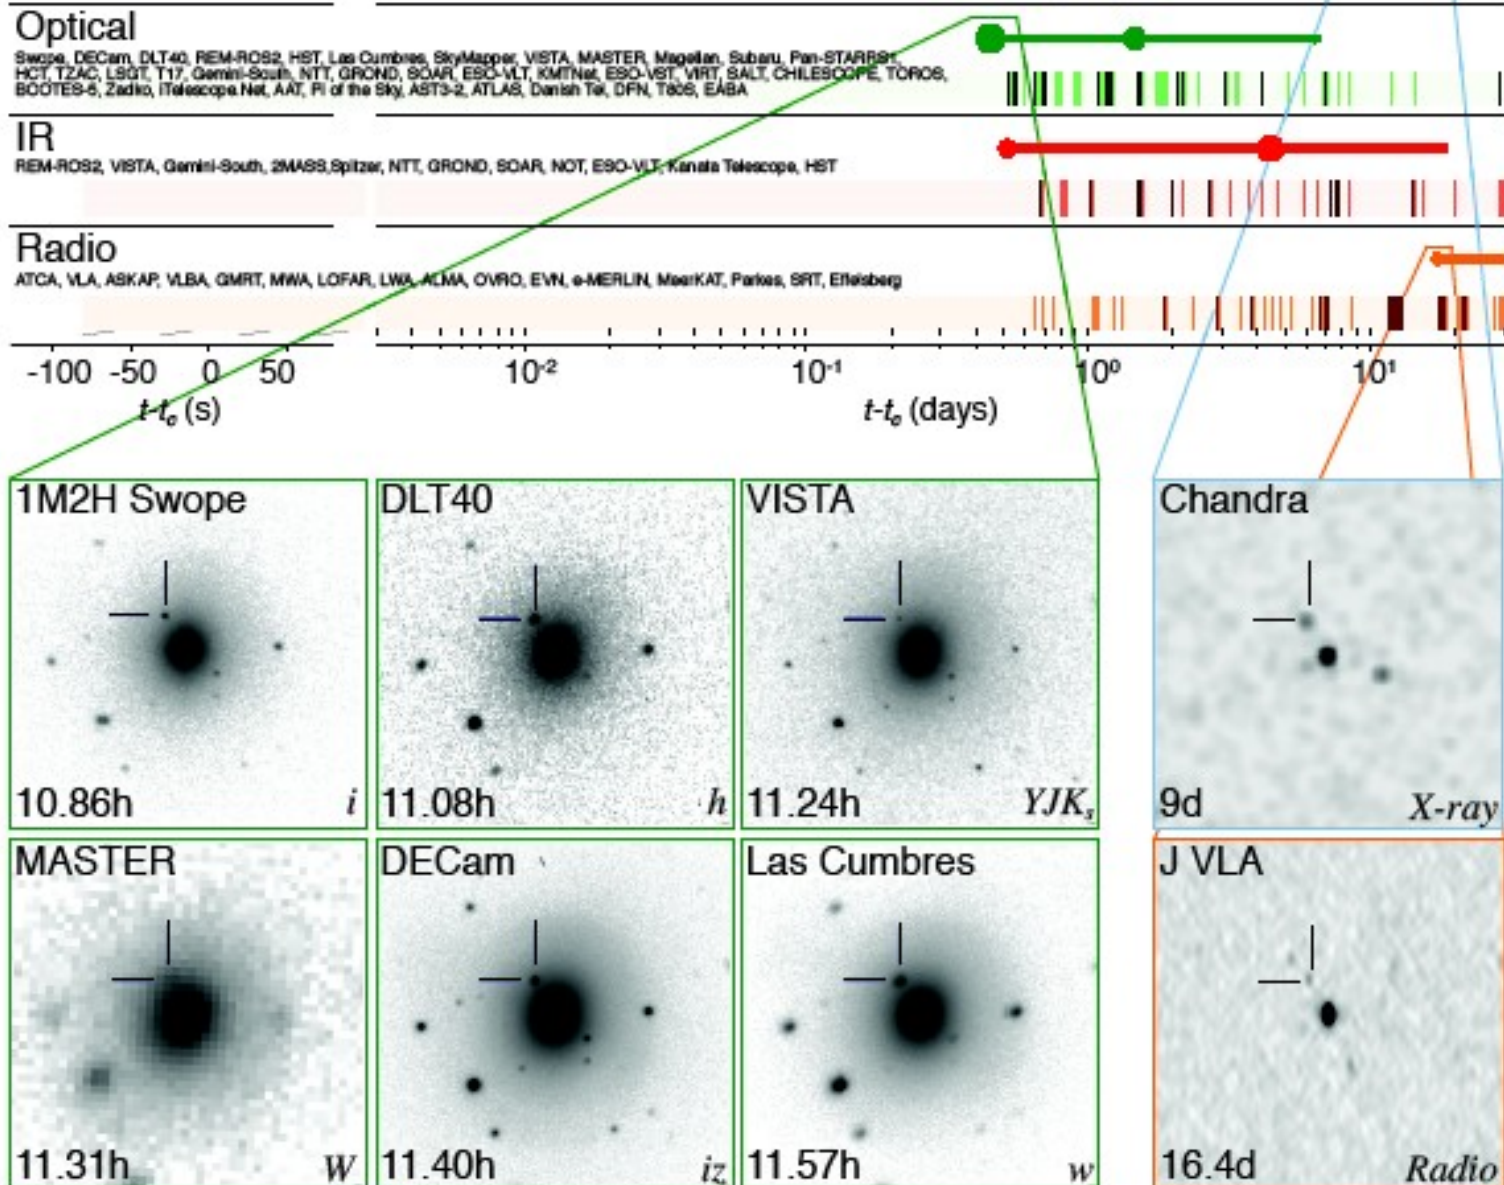 Optical
Swope, DECam, DLT40, REM-ROS2, HST, Las Cumbres, SkyMapper, VISTA, MASTER, Magellan, Subaru, Pan-STARRS1,
HCT, TZAC, LSGT, T17, Gemini-South, NTT, GROND, SOAR, ESO-VLT, KMTNet, ESO-VST, VIRT, SALT, CHILESCOPE, TOROS,
BOOTES-5, Zadko, iTelescope.Net, AAT, Pi of the Sky, AST3-2, ATLAS, Danish Tel, DFN, T80S, EABA
IR
REM-ROS2, VISTA, Gemini-South, 2MASS,Spitzer, NTT, GROND, SOAR, NOT, ESO-VLT, Kanata Telescope, HST
Radio
ATCA, VLA, ASKAP, VLBA, GMRT, MWA, LOFAR, LWA, ALMA, OVRO, EVN, e-MERLIN, MeerKAT, Parkes, SRT, Effelsberg
-100 -50 0 50 10⁻² 10⁻¹ 10⁰ 10¹
t-tc (s) t-tc (days)
1M2H Swope DLT40 VISTA Chandra
10.86h i 11.08h h 11.24h YJKs 9d X-ray
MASTER DECam Las Cumbres J VLA
11.31h W 11.40h iz 11.57h w 16.4d Radio